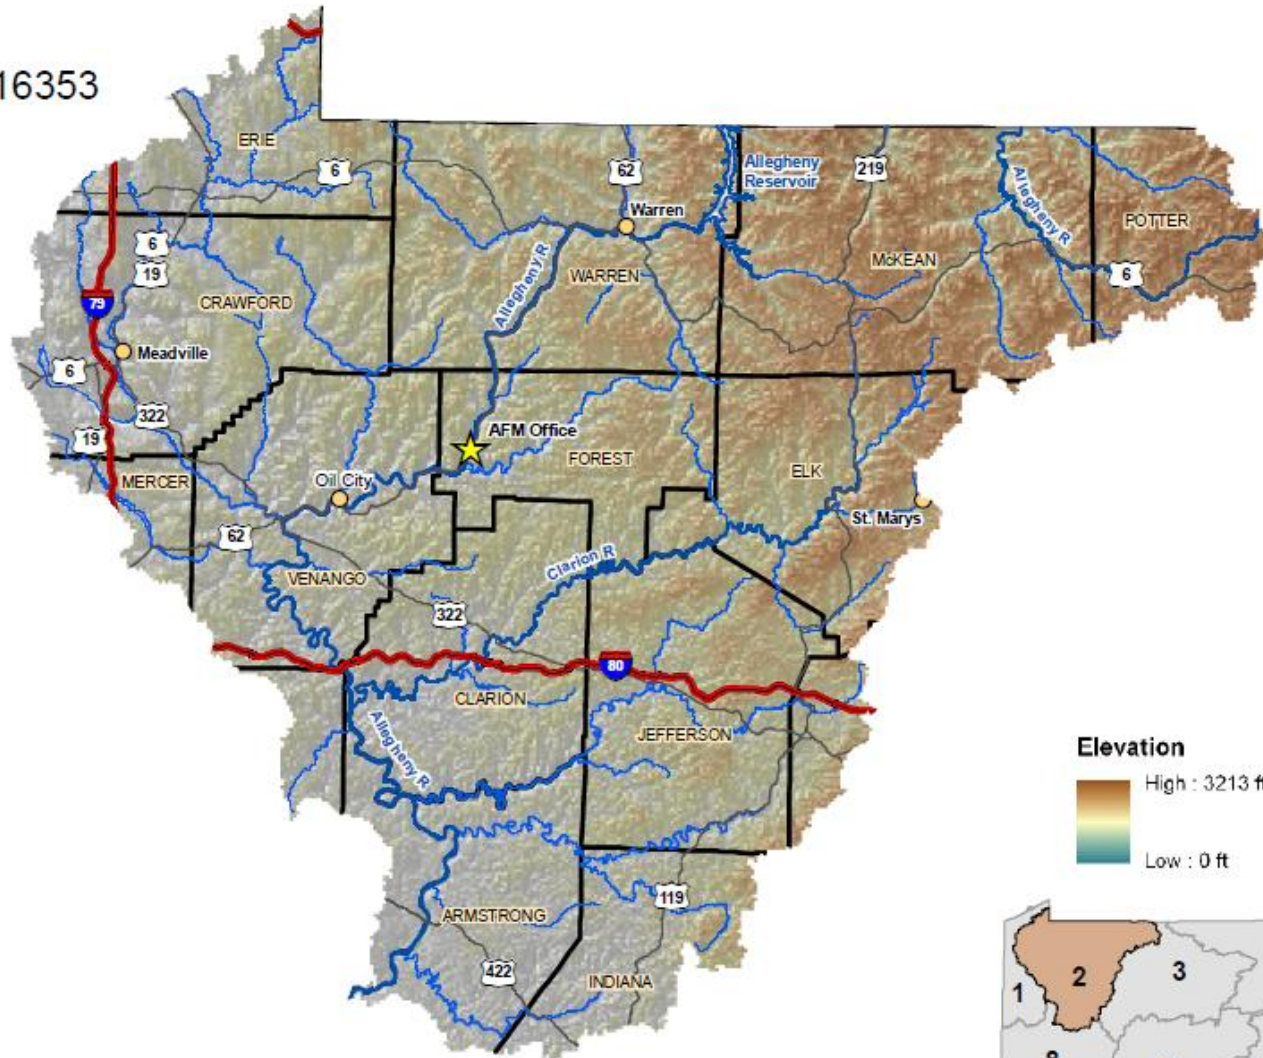 16353
ERIE
6
62
Allegheny
Reservoir
219
Allegheny R
POTTER
Warren
6
19
79
CRAWFORD
Allegheny R
WARREN
McKEAN
6
Meadville
6
322
19
AFM Office
FOREST
ELK
MERCER
Oil City
St. Marys
62
Clarion R
VENANGO
322
80
CLARION
JEFFERSON
Allegheny R
Elevation
High : 3213 ft
Low : 0 ft
119
ARMSTRONG
422
INDIANA
1
2
3